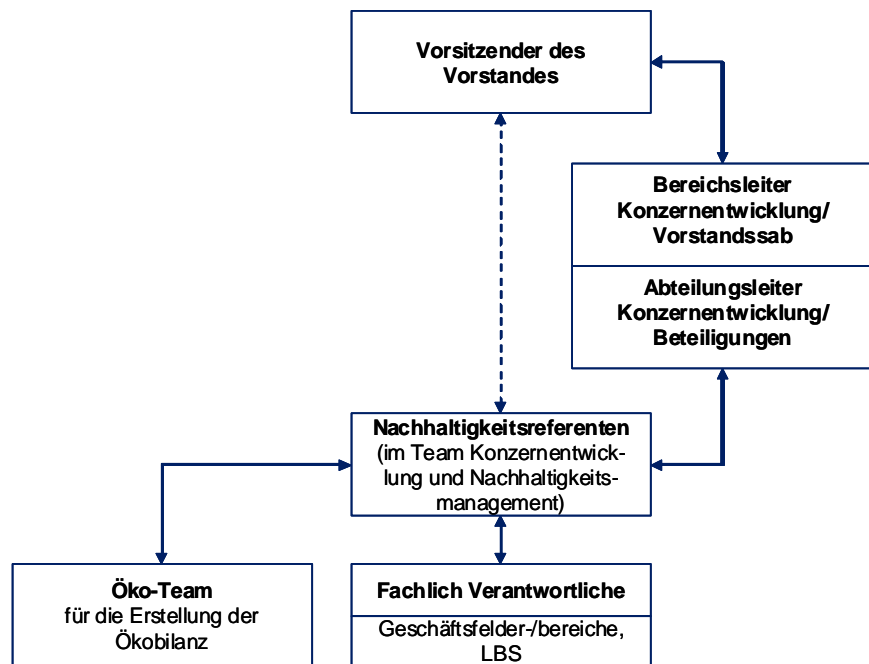 Vorsitzender des
Vorstandes
Bereichsleiter
Konzernentwicklung/
Vorstandssab
Abteilungsleiter
Konzernentwicklung/
Beteiligungen
Nachhaltigkeitsreferenten
(im Team Konzernentwick-
lung und Nachhaltigkeits-
management)
Öko-Team
für die Erstellung der
Ökobilanz
Fachlich Verantwortliche
Geschäftsfelder-/bereiche,
LBS